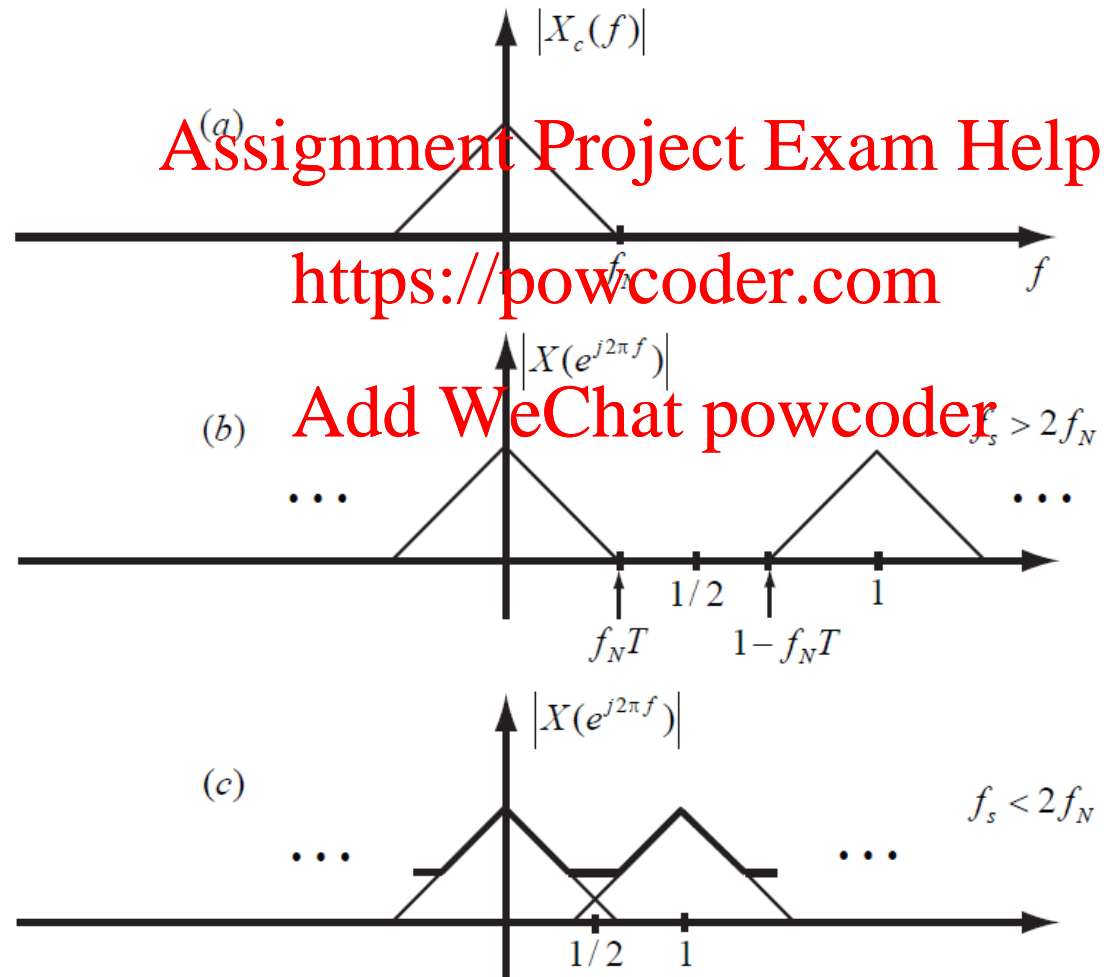 |X_c(f)|
(a)
Assignment Project Exam Help
f_N
f
https://powcoder.com
|X(e^{j2πf})|
(b)
Add WeChat powcoder
f_s > 2f_N
• • •
• • •
1/2
1
f_N T
1 − f_N T
|X(e^{j2πf})|
(c)
f_s < 2f_N
• • •
• • •
1/2
1